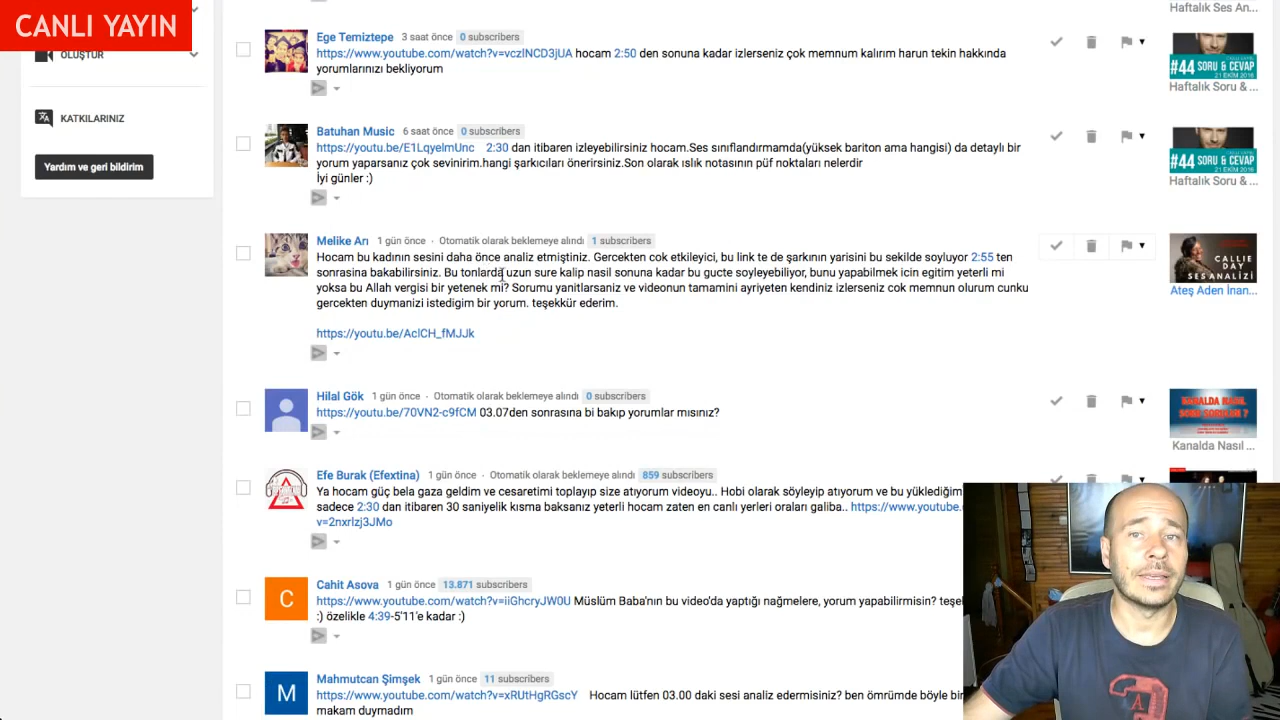 CANLI YAYIN
OLUŞTUR
KATKILARINIZ
Yardım ve geri bildirim
Haftalık Ses An...
Ege Temiztepe 3 saat önce 0 subscribers
https://www.youtube.com/watch?v=vczlNCD3jUA hocam 2:50 den sonuna kadar izlerseniz çok memnum kalırım harun tekin hakkında
yorumlarınızı bekliyorum
#44 SORU & CEVAP
21 EKİM 2016
Haftalık Soru & ...
Batuhan Music 6 saat önce 0 subscribers
https://youtu.be/E1LqyelmUnc 2:30 dan itibaren izleyebilirsiniz hocam.Ses sınıflandırmamda(yüksek bariton ama hangisi) da detaylı bir
yorum yaparsanız çok sevinirim.hangi şarkıcıları önerirsiniz.Son olarak ıslık notasının püf noktaları nelerdir
İyi günler :)
#44 SORU & CEVAP
21 EKİM 2016
Haftalık Soru & ...
Melike Arı 1 gün önce · Otomatik olarak beklemeye alındı 1 subscribers
Hocam bu kadının sesini daha önce analiz etmiştiniz. Gercekten cok etkileyici, bu link te de şarkının yarisini bu sekilde soyluyor 2:55 ten
sonrasina bakabilirsiniz. Bu tonlarda uzun sure kalip nasil sonuna kadar bu gucte soyleyebiliyor, bunu yapabilmek icin egitim yeterli mi
yoksa bu Allah vergisi bir yetenek mi? Sorumu yanitlarsaniz ve videonun tamamini ayriyeten kendiniz izlerseniz cok memnun olurum cunku
gercekten duymanizi istedigim bir yorum. teşekkür ederim.
https://youtu.be/AclCH_fMJJk
CALLIE
DAY
SES ANALİZİ
Ateş Aden İnan...
Hilal Gök 1 gün önce · Otomatik olarak beklemeye alındı 0 subscribers
https://youtu.be/70VN2-c9fCM 03.07den sonrasına bi bakıp yorumlar mısınız?
KANALDA NASIL
SORU SORULUR ?
Kanalda Nasıl ...
Efe Burak (Efextina) 1 gün önce · Otomatik olarak beklemeye alındı 859 subscribers
Ya hocam güç bela gaza geldim ve cesaretimi toplayıp size atıyorum videoyu.. Hobi olarak söyleyip atıyorum ve bu yüklediğim
sadece 2:30 dan itibaren 30 saniyelik kısma baksanız yeterli hocam zaten en canlı yerleri oraları galiba.. https://www.youtube.c
v=2nxrlzj3JMo
C
Cahit Asova 1 gün önce 13.871 subscribers
https://www.youtube.com/watch?v=iiGhcryJW0U Müslüm Baba'nın bu video'da yaptığı nağmelere, yorum yapabilirmisin? teşel
:) özelikle 4:39-5'11'e kadar :)
M
Mahmutcan Şimşek 1 gün önce 11 subscribers
https://www.youtube.com/watch?v=xRUtHgRGscY Hocam lütfen 03.00 daki sesi analiz edermisiniz? ben ömrümde böyle bir
makam duymadım